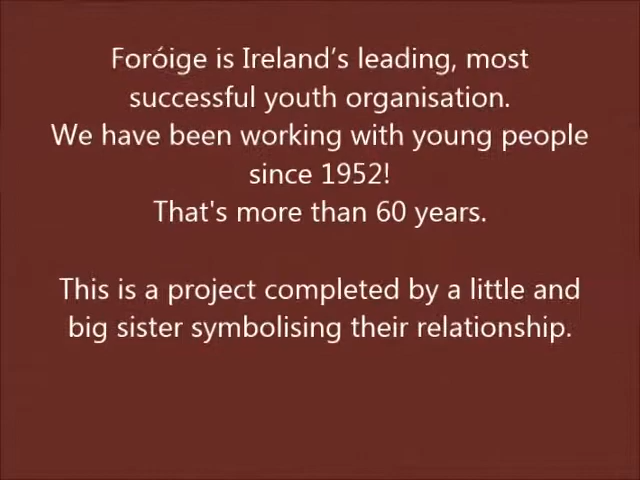 Foróige is Ireland’s leading, most
successful youth organisation.
We have been working with young people
since 1952!
That's more than 60 years.
This is a project completed by a little and
big sister symbolising their relationship.